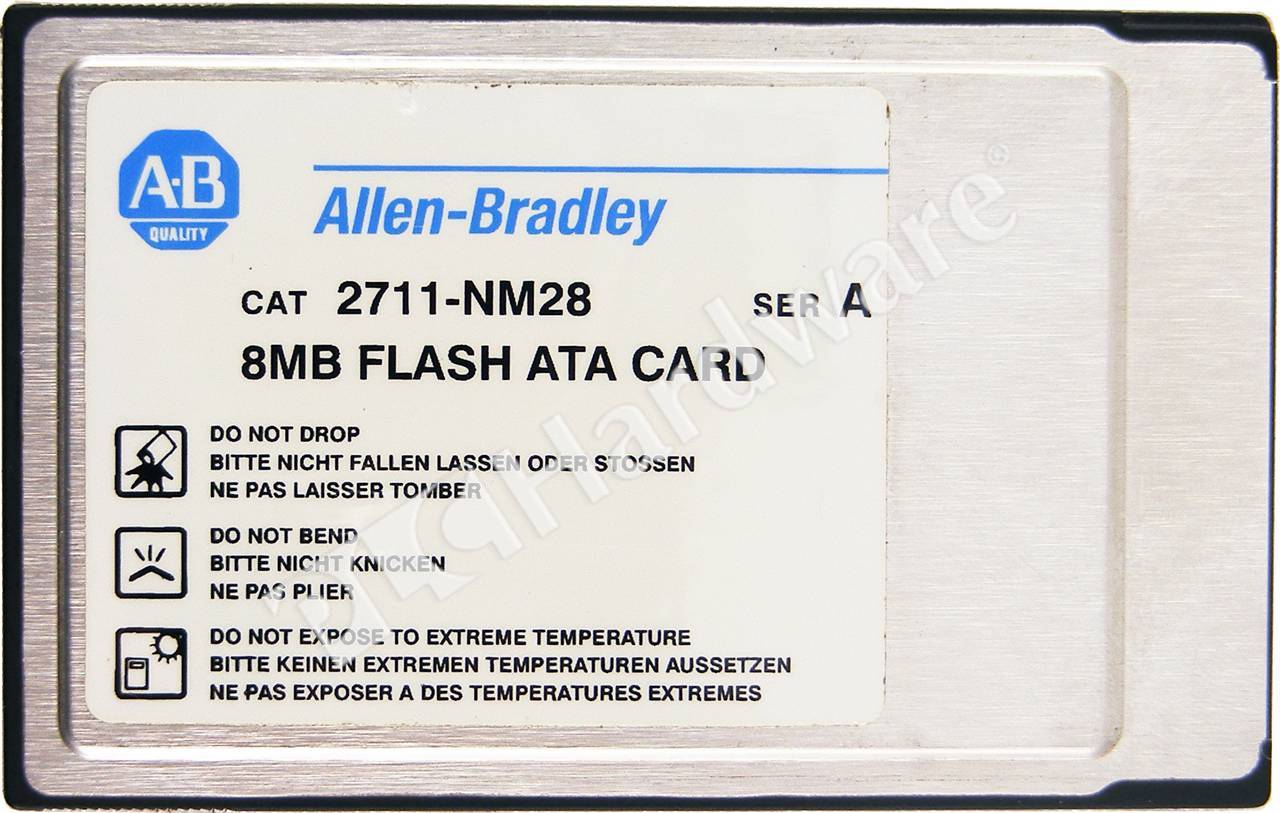 A·B
QUALITY
Allen-Bradley
CAT 2711-NM28 SER A
8MB FLASH ATA CARD
DO NOT DROP
BITTE NICHT FALLEN LASSEN ODER STOSSEN
NE PAS LAISSER TOMBER
DO NOT BEND
BITTE NICHT KNICKEN
NE PAS PLIER
DO NOT EXPOSE TO EXTREME TEMPERATURE
BITTE KEINEN EXTREMEN TEMPERATUREN AUSSETZEN
NE PAS EXPOSER A DES TEMPERATURES EXTREMES
PLCHardware®